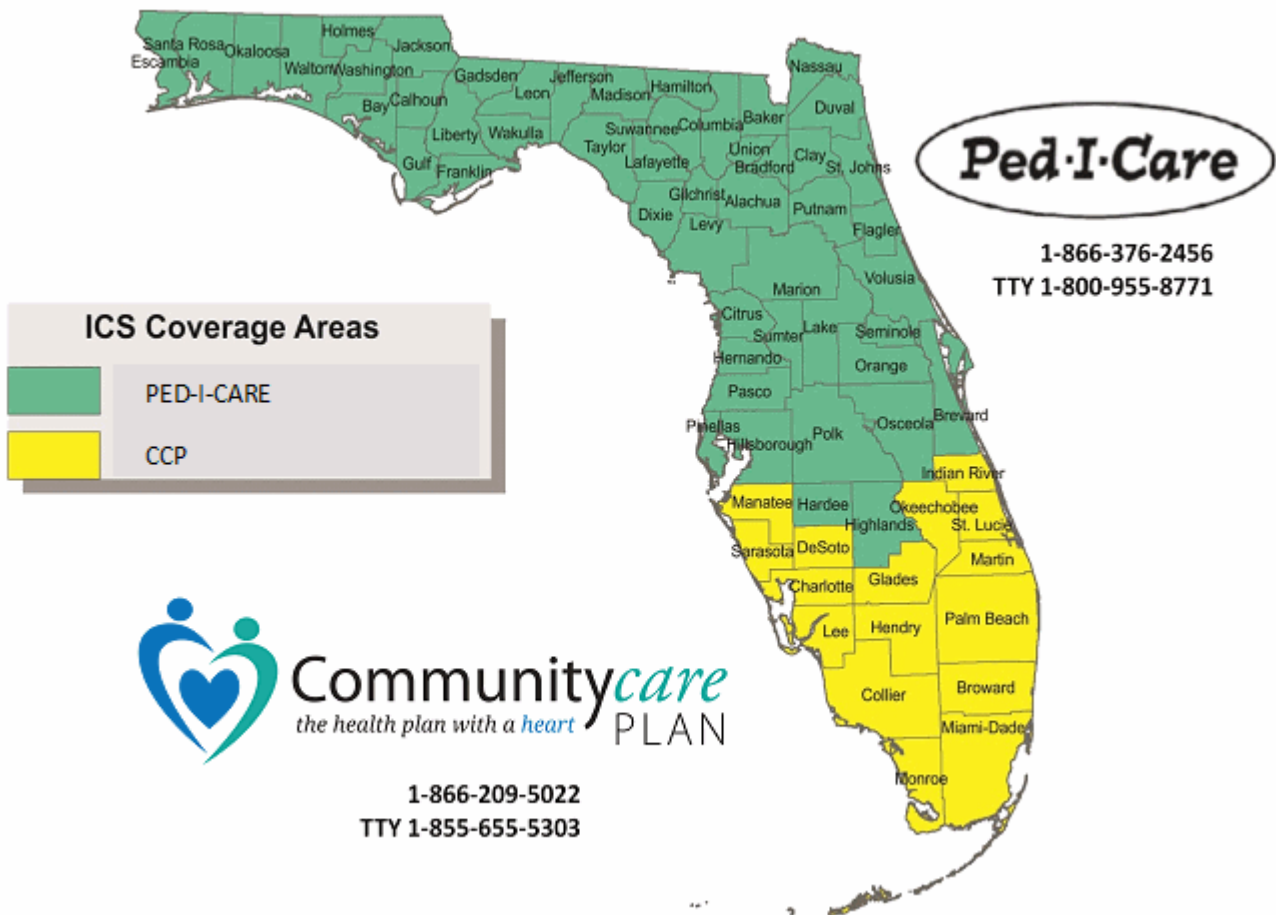 Holmes
Santa Rosa
Okaloosa
Jackson
Escambia
Walton
Washington
Nassau
Gadsden
Jefferson
Hamilton
Leon
Madison
Bay
Calhoun
Duval
Liberty
Wakulla
Suwannee
Columbia
Baker
Taylor
Union
Lafayette
Bradford
Clay
St. Johns
Gulf
Franklin
Gilchrist
Alachua
Putnam
Dixie
Levy
Flagler
Volusia
Marion
Citrus
Sumter
Lake
Seminole
Hernando
Orange
Pasco
Pinellas
Hillsborough
Polk
Osceola
Brevard
Indian River
Manatee
Hardee
Okeechobee
Highlands
St. Lucie
Sarasota
DeSoto
Martin
Charlotte
Glades
Lee
Hendry
Palm Beach
Collier
Broward
Miami-Dade
Monroe
Ped·I·Care
1-866-376-2456
TTY 1-800-955-8771
ICS Coverage Areas
PED-I-CARE
CCP
Communitycare
the health plan with a heart PLAN
1-866-209-5022
TTY 1-855-655-5303